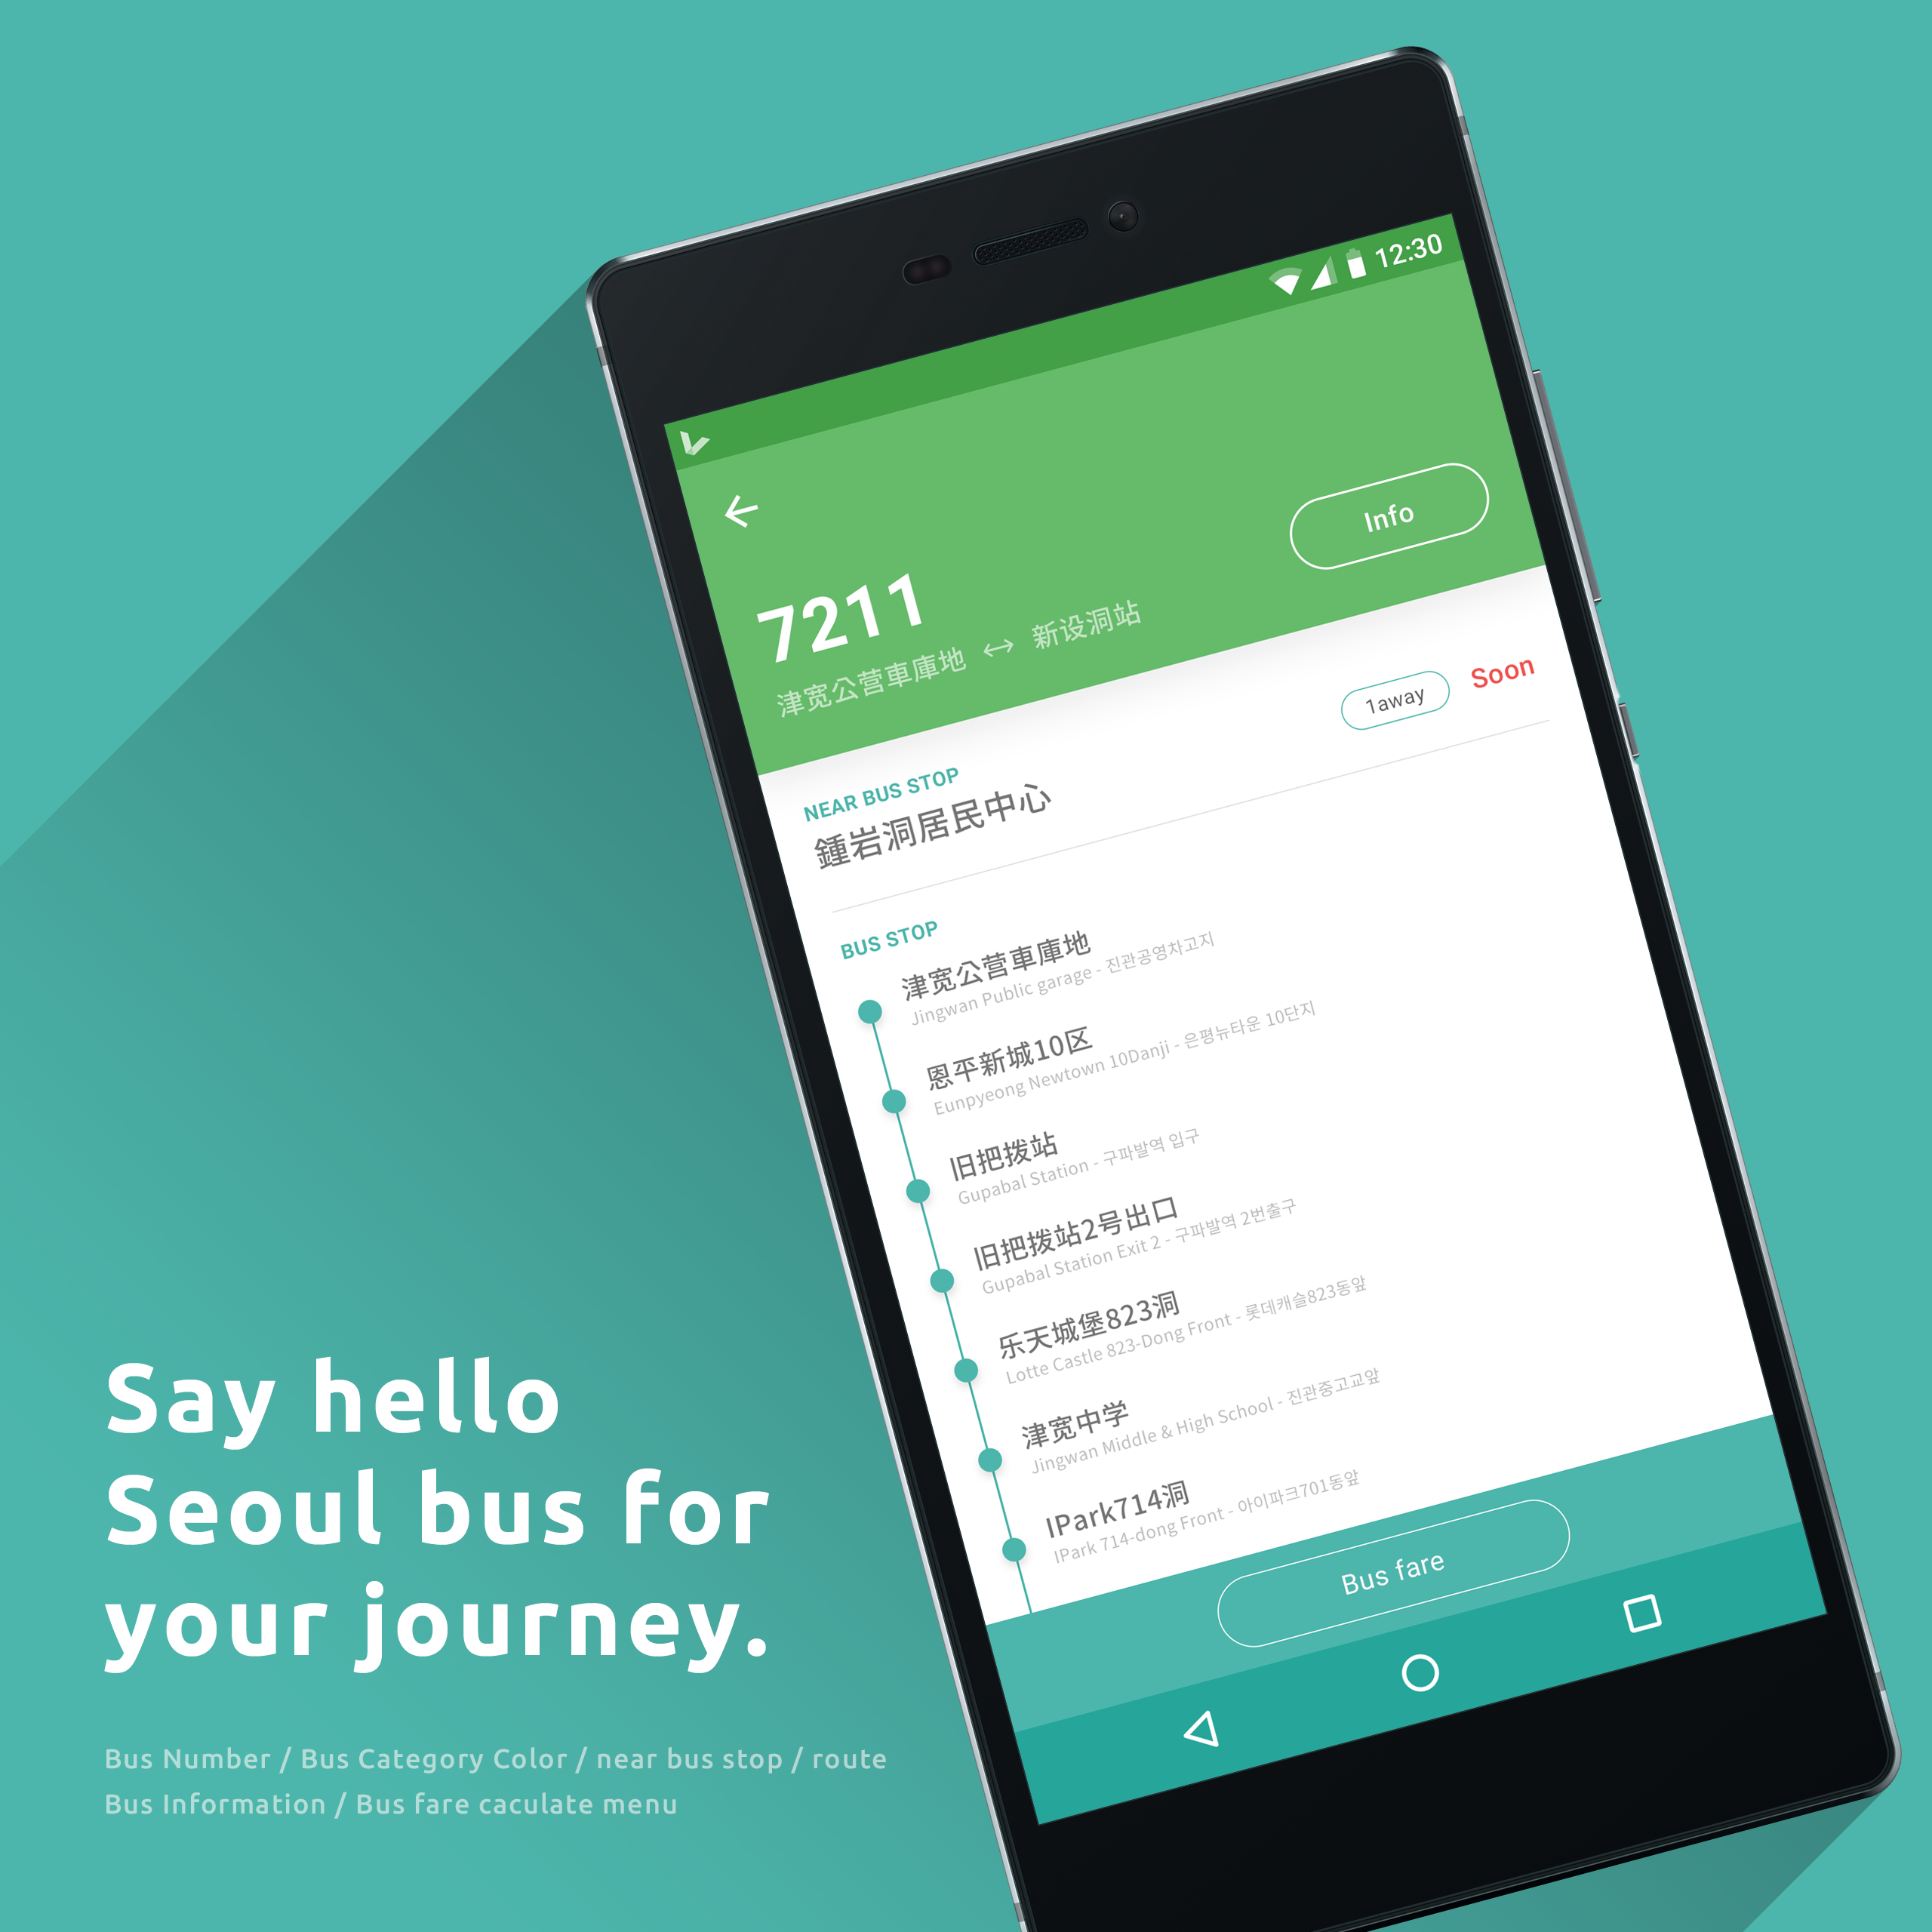 12:30
Info
7211
津宽公营車庫地 ↔ 新设洞站
1away Soon
NEAR BUS STOP
鍾岩洞居民中心
BUS STOP
津宽公营車庫地
Jingwan Public garage - 진관공영차고지
恩平新城10区
Eunpyeong Newtown 10Danji - 은평뉴타운 10단지
旧把拨站
Gupabal Station - 구파발역 입구
旧把拨站2号出口
Gupabal Station Exit 2 - 구파발역 2번출구
乐天城堡823洞
Lotte Castle 823-Dong Front - 롯데캐슬823동앞
津宽中学
Jingwan Middle & High School - 진관중고교앞
IPark714洞
IPark 714-dong Front - 아이파크701동앞
Bus fare
Say hello
Seoul bus for
your journey.
Bus Number / Bus Category Color / near bus stop / route
Bus Information / Bus fare caculate menu